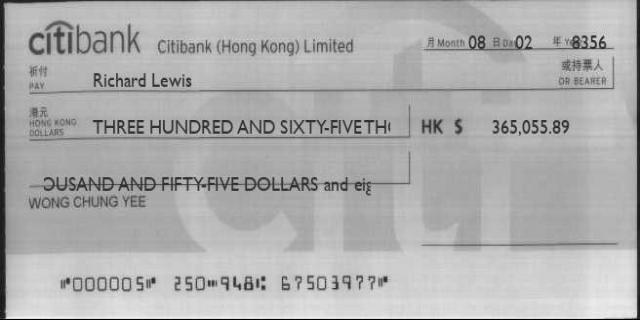 citibank Citibank (Hong Kong) Limited
月 Month 08 日 Day 02 年 8356
祈付 PAY Richard Lewis 或持票人 OR BEARER
港元 HONG KONG DOLLARS THREE HUNDRED AND SIXTY-FIVE TH HK $ 365,055.89
OUSAND AND FIFTY-FIVE DOLLARS and eig
WONG CHUNG YEE
⑈000005⑈ 250⑉948⑆ 67503977⑈